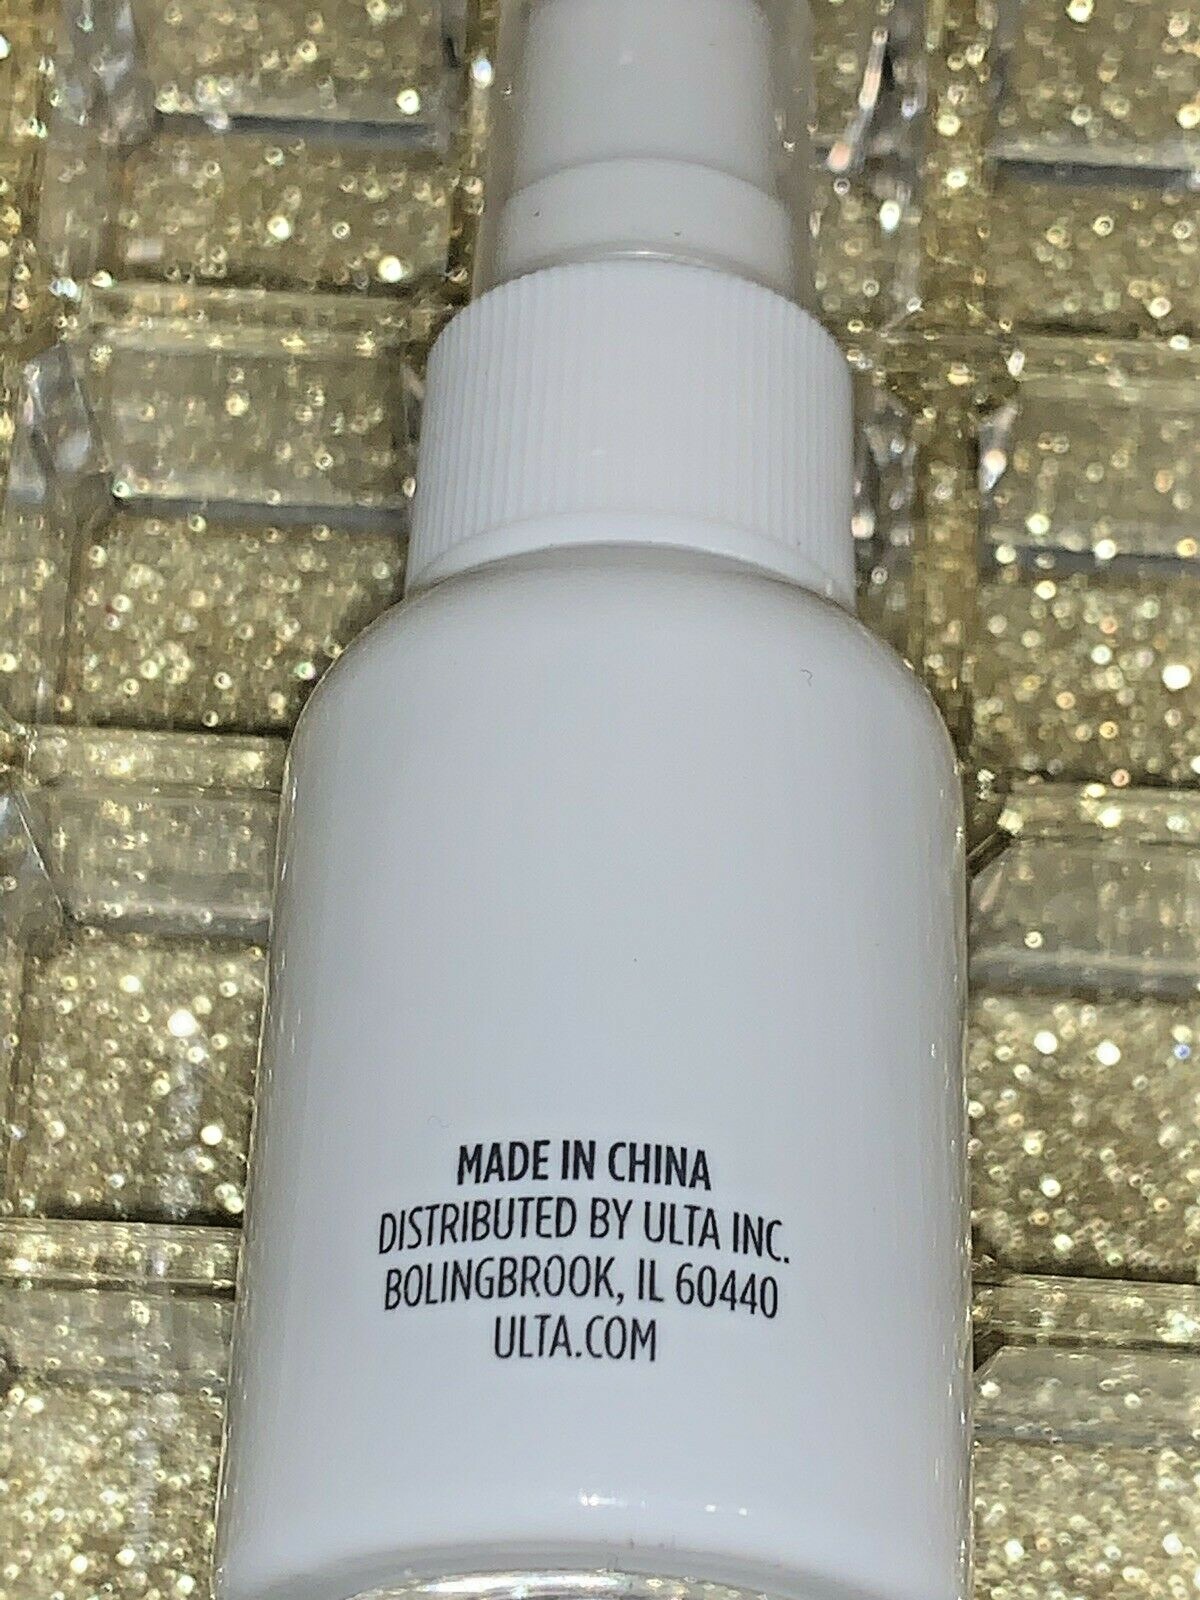 MADE IN CHINA
DISTRIBUTED BY ULTA INC.
BOLINGBROOK, IL 60440
ULTA.COM